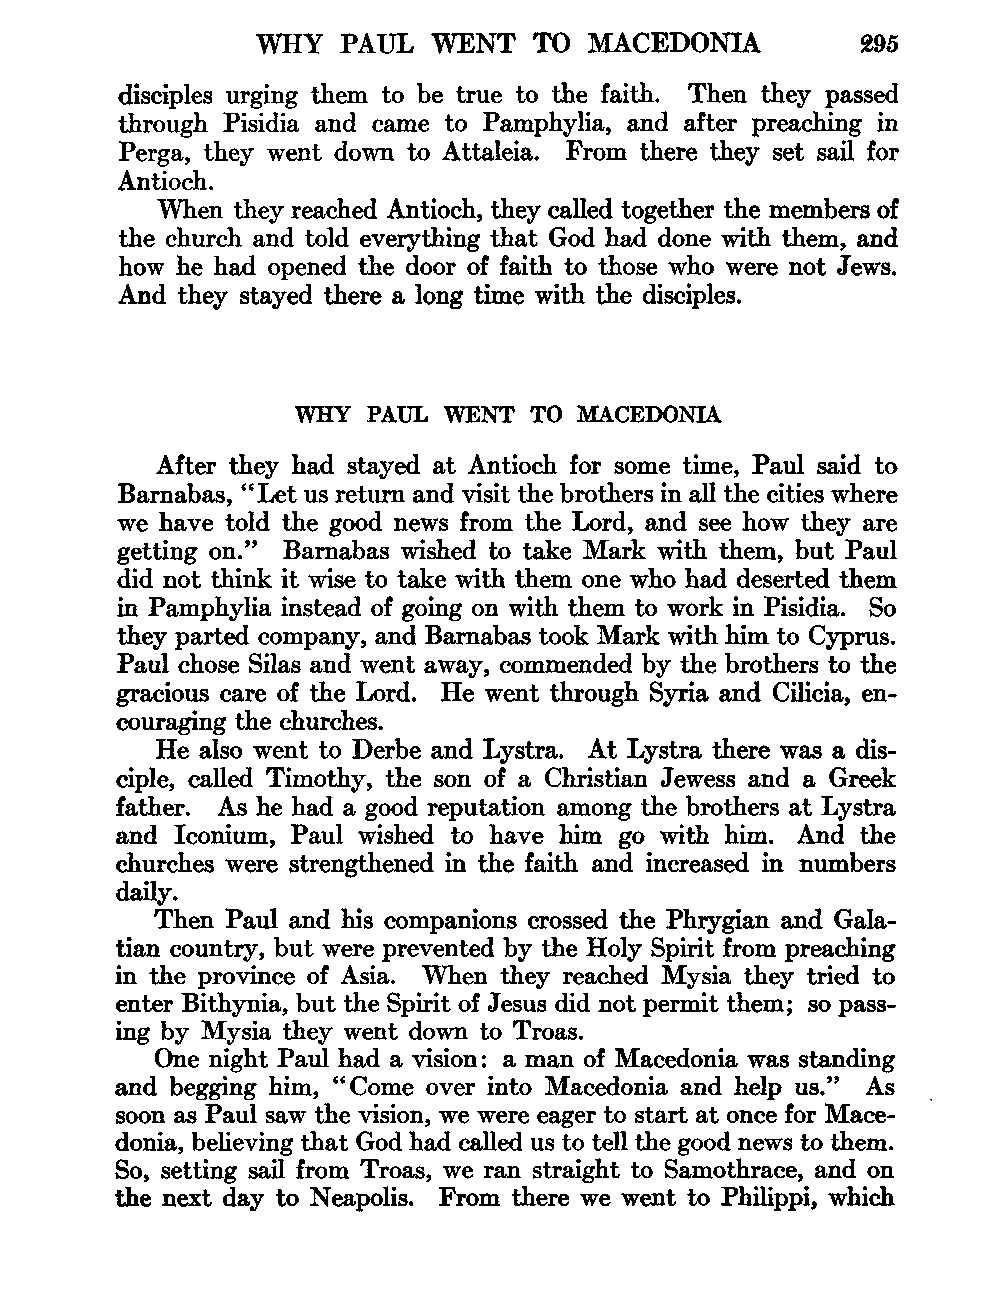 WHY PAUL WENT TO MACEDONIA 295
disciples urging them to be true to the faith. Then they passed
through Pisidia and came to Pamphylia, and after preaching in
Perga, they went down to Attaleia. From there they set sail for
Antioch.
When they reached Antioch, they called together the members of
the church and told everything that God had done with them, and
how he had opened the door of faith to those who were not Jews.
And they stayed there a long time with the disciples.
WHY PAUL WENT TO MACEDONIA
After they had stayed at Antioch for some time, Paul said to
Barnabas, “Let us return and visit the brothers in all the cities where
we have told the good news from the Lord, and see how they are
getting on.” Barnabas wished to take Mark with them, but Paul
did not think it wise to take with them one who had deserted them
in Pamphylia instead of going on with them to work in Pisidia. So
they parted company, and Barnabas took Mark with him to Cyprus.
Paul chose Silas and went away, commended by the brothers to the
gracious care of the Lord. He went through Syria and Cilicia, en-
couraging the churches.
He also went to Derbe and Lystra. At Lystra there was a dis-
ciple, called Timothy, the son of a Christian Jewess and a Greek
father. As he had a good reputation among the brothers at Lystra
and Iconium, Paul wished to have him go with him. And the
churches were strengthened in the faith and increased in numbers
daily.
Then Paul and his companions crossed the Phrygian and Gala-
tian country, but were prevented by the Holy Spirit from preaching
in the province of Asia. When they reached Mysia they tried to
enter Bithynia, but the Spirit of Jesus did not permit them; so pass-
ing by Mysia they went down to Troas.
One night Paul had a vision: a man of Macedonia was standing
and begging him, “Come over into Macedonia and help us.” As
soon as Paul saw the vision, we were eager to start at once for Mace-
donia, believing that God had called us to tell the good news to them.
So, setting sail from Troas, we ran straight to Samothrace, and on
the next day to Neapolis. From there we went to Philippi, which